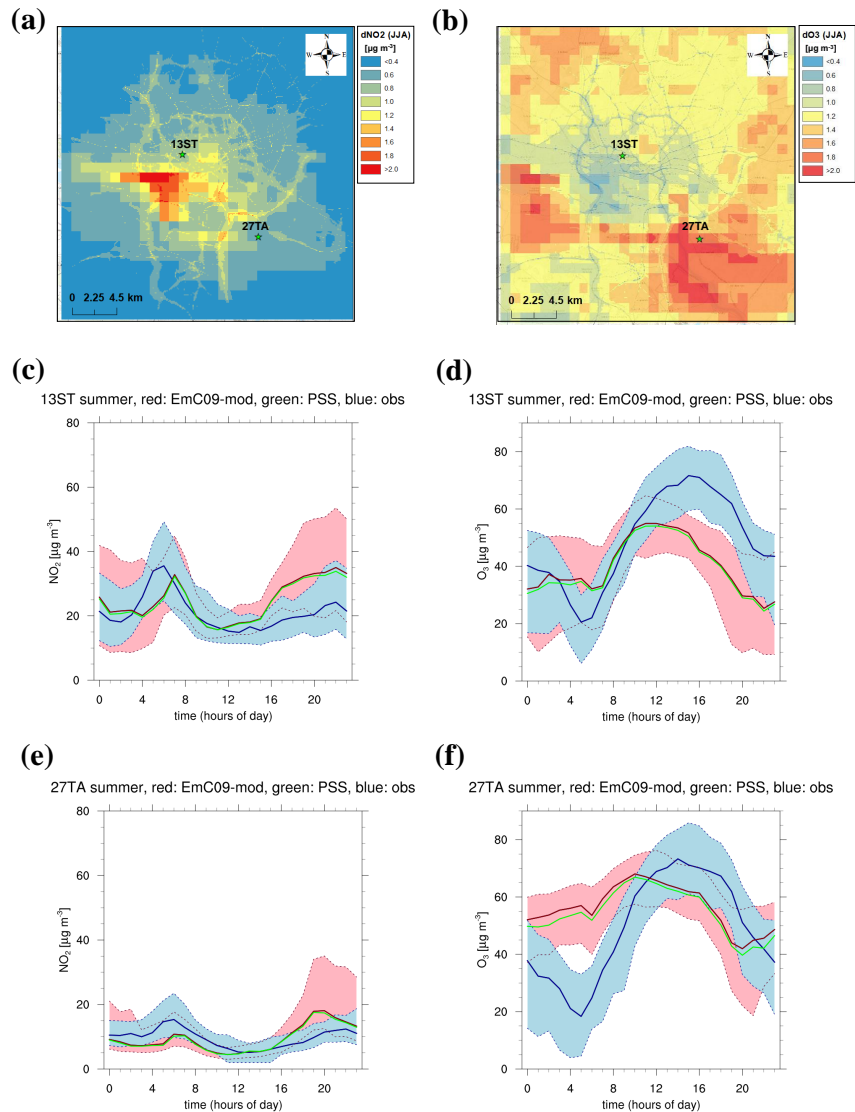 (a)
(b)
dNO2 (JJA)
[µg m-3]
<0.4
0.6
0.8
1.0
1.2
1.4
1.6
1.8
>2.0
N
W E
S
13ST
27TA
0 2.25 4.5 km
dO3 (JJA)
[µg m-3]
<0.4
0.6
0.8
1.0
1.2
1.4
1.6
1.8
>2.0
N
W E
S
13ST
27TA
0 2.25 4.5 km
(c)
(d)
13ST summer, red: EmC09-mod, green: PSS, blue: obs
80
60
40
20
0
NO2 [µg m-3]
0 4 8 12 16 20
time (hours of day)
13ST summer, red: EmC09-mod, green: PSS, blue: obs
80
60
40
20
0
O3 [µg m-3]
0 4 8 12 16 20
time (hours of day)
(e)
(f)
27TA summer, red: EmC09-mod, green: PSS, blue: obs
80
60
40
20
0
NO2 [µg m-3]
0 4 8 12 16 20
time (hours of day)
27TA summer, red: EmC09-mod, green: PSS, blue: obs
80
60
40
20
0
O3 [µg m-3]
0 4 8 12 16 20
time (hours of day)